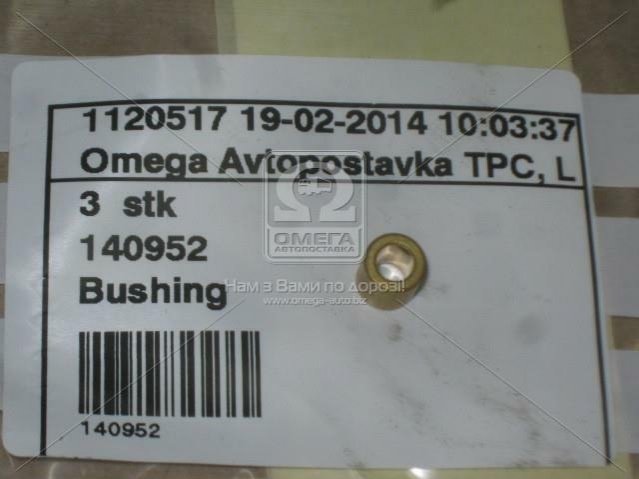 1120517 19-02-2014 10:03:37
Omega Avtopostavka TPC, L
3 stk
140952
Bushing
140952
ОМЕГА
АВТОПОСТАВКА
Нам з Вами по дорозі!
www.omega-auto.biz